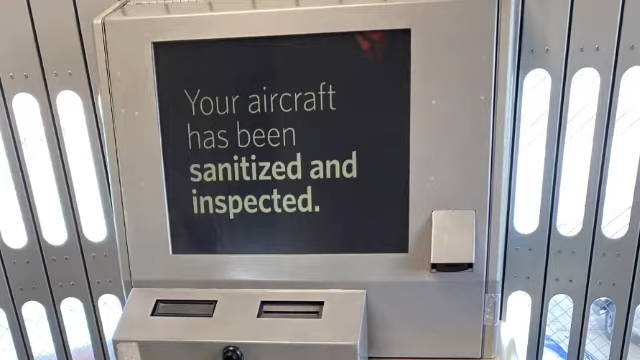 Your aircraft
has been
sanitized and
inspected.